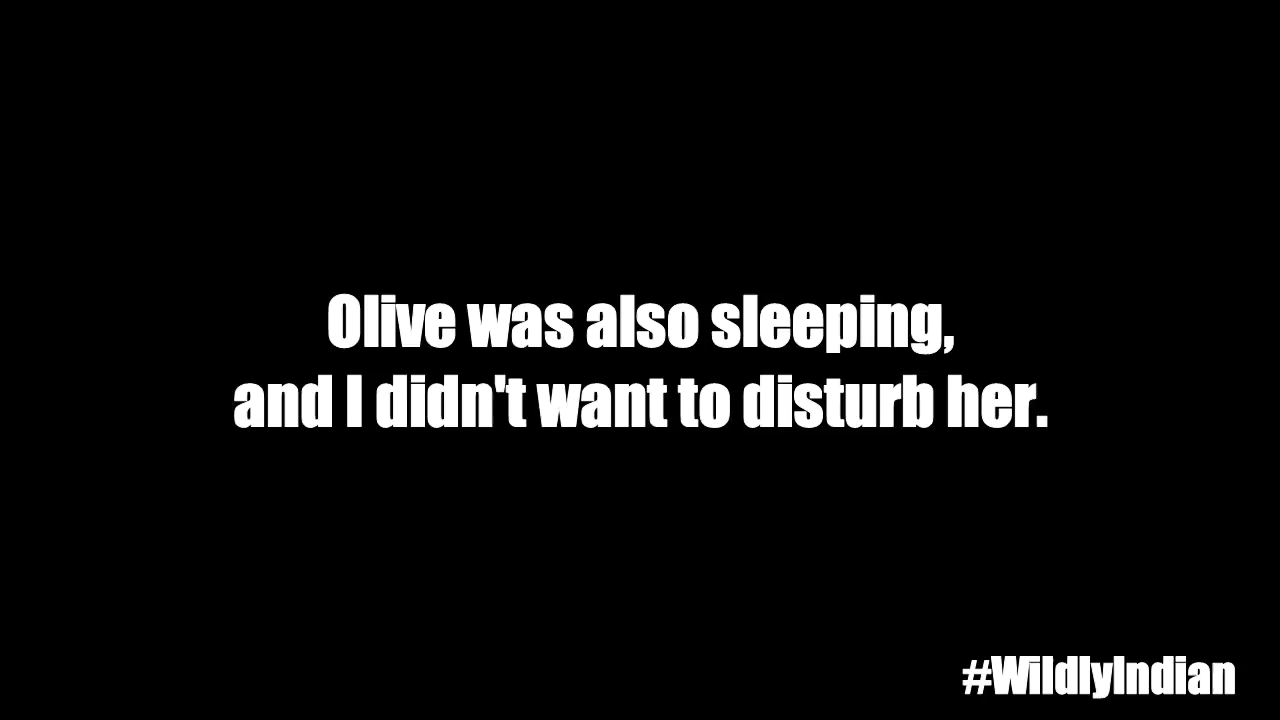 Olive was also sleeping,
and I didn't want to disturb her.
#WildlyIndian